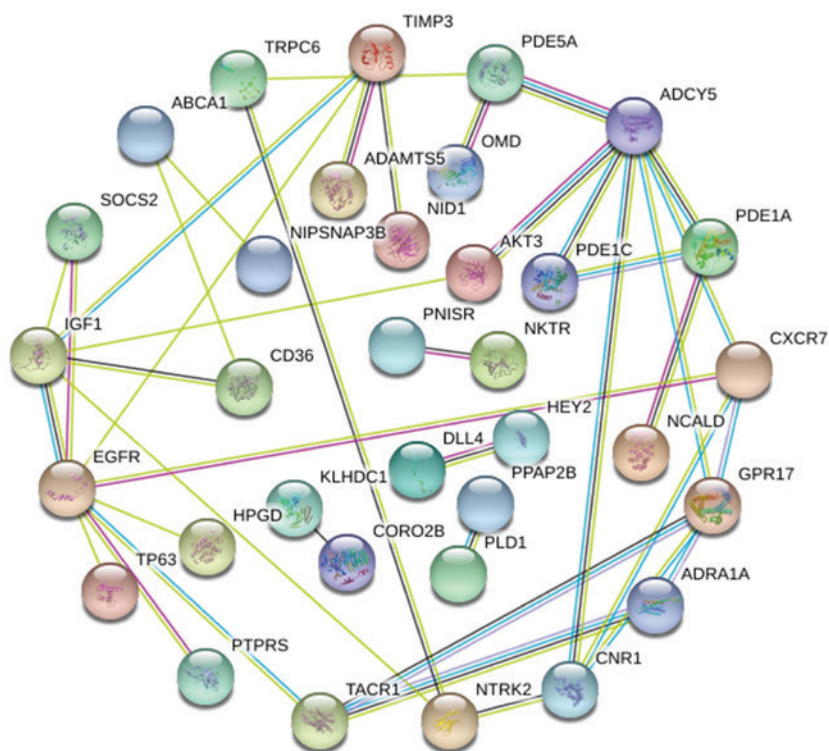 TIMP3
TRPC6
PDE5A
ABCA1
ADCY5
OMD
ADAMTS5
SOCS2
NID1
NIPSNAP3B
AKT3
PDE1C
PDE1A
PNISR
IGF1
NKTR
CXCR7
CD36
HEY2
DLL4
NCALD
EGFR
KLHDC1
PPAP2B
GPR17
HPGD
CORO2B
PLD1
TP63
ADRA1A
PTPRS
CNR1
TACR1
NTRK2